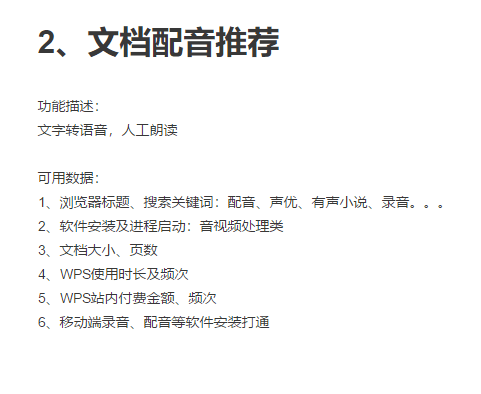 2、文档配音推荐
功能描述：
文字转语音，人工朗读
可用数据：
1、浏览器标题、搜索关键词：配音、声优、有声小说、录音。。。
2、软件安装及进程启动：音视频处理类
3、文档大小、页数
4、WPS使用时长及频次
5、WPS站内付费金额、频次
6、移动端录音、配音等软件安装打通